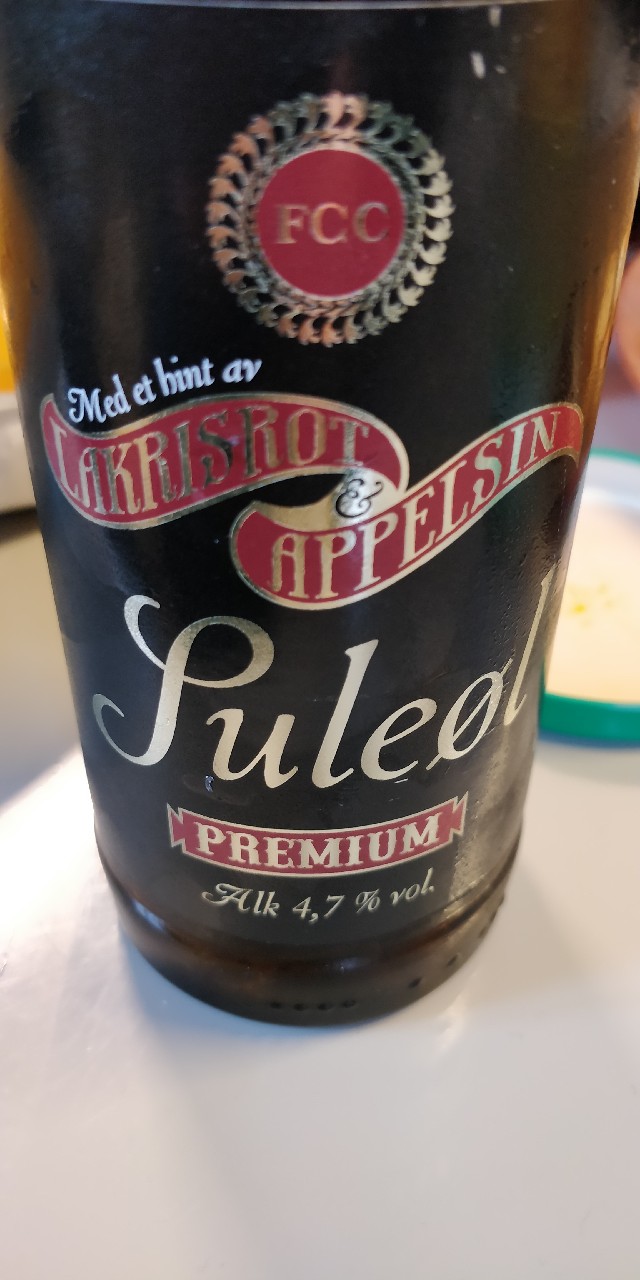 FCC
Med et hint av
LAKRISROT
&
APPELSIN
Juleøl
PREMIUM
Alk 4,7 % vol.